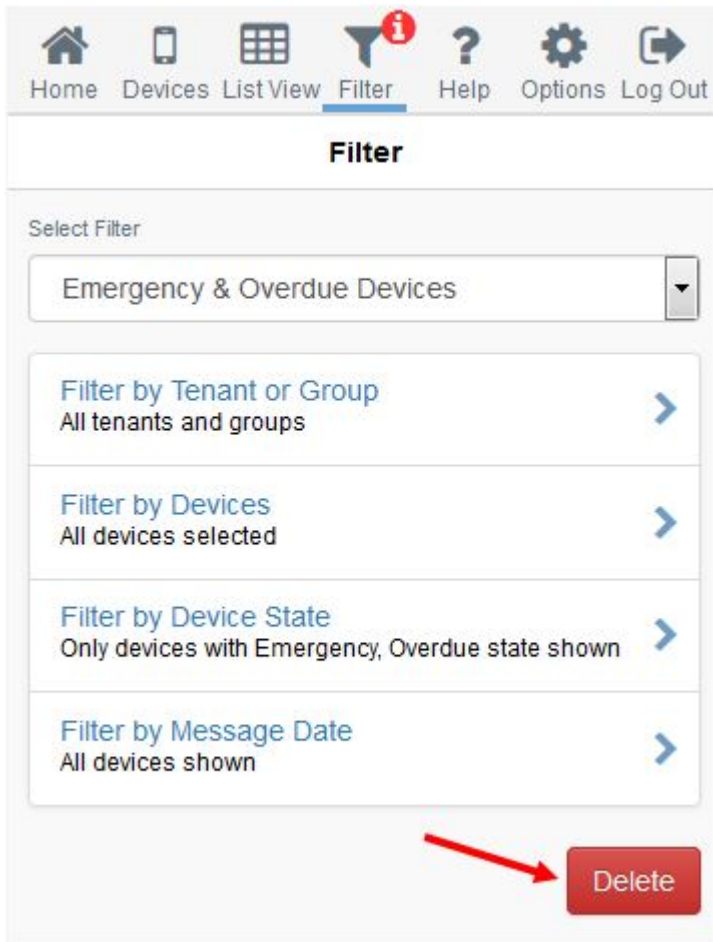 Home Devices List View Filter Help Options Log Out
Filter
Select Filter
Emergency & Overdue Devices
Filter by Tenant or Group
All tenants and groups
Filter by Devices
All devices selected
Filter by Device State
Only devices with Emergency, Overdue state shown
Filter by Message Date
All devices shown
Delete